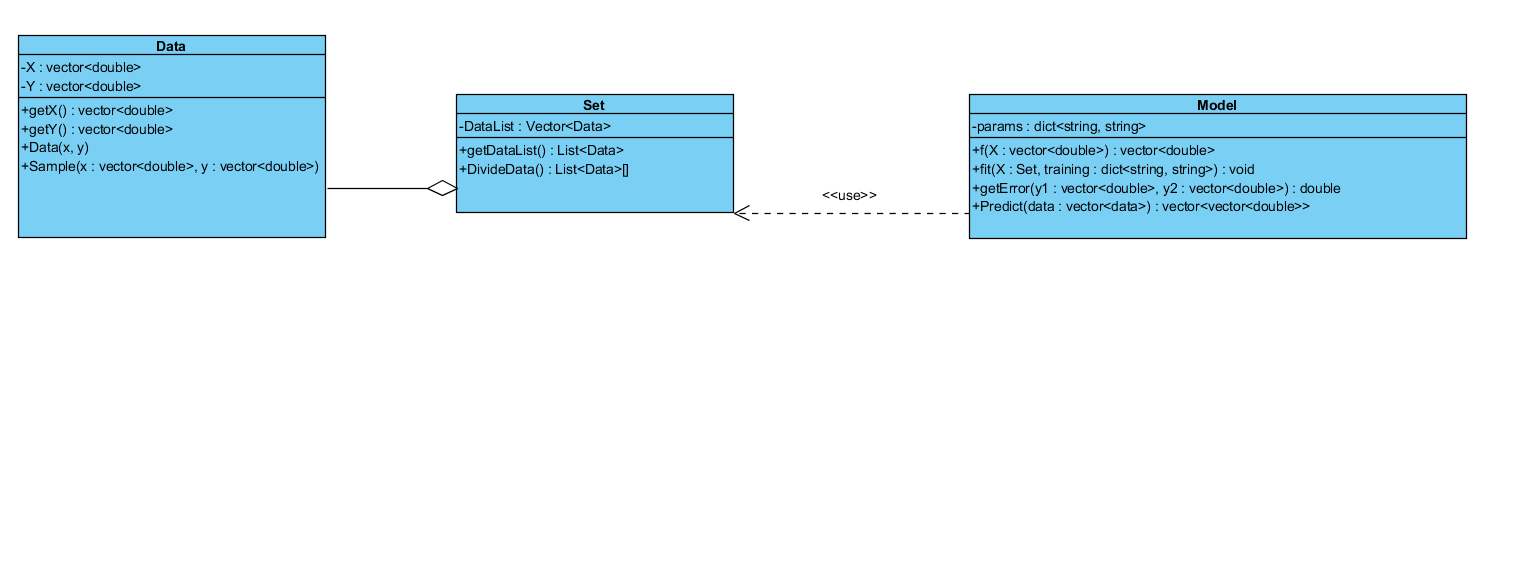 Data
-X : vector<double>
-Y : vector<double>
+getX() : vector<double>
+getY() : vector<double>
+Data(x, y)
+Sample(x : vector<double>, y : vector<double>)
Set
-DataList : Vector<Data>
+getDataList() : List<Data>
+DivideData() : List<Data>[]
<<use>>
Model
-params : dict<string, string>
+f(X : vector<double>) : vector<double>
+fit(X : Set, training : dict<string, string>) : void
+getError(y1 : vector<double>, y2 : vector<double>) : double
+Predict(data : vector<data>) : vector<vector<double>>